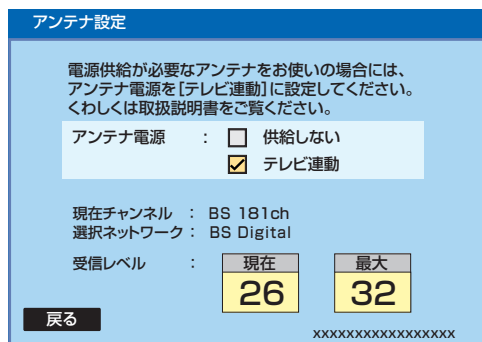 アンテナ設定
電源供給が必要なアンテナをお使いの場合には、
アンテナ電源を[テレビ連動]に設定してください。
くわしくは取扱説明書をご覧ください。
アンテナ電源 : 供給しない
テレビ連動
現在チャンネル : BS 181ch
選択ネットワーク : BS Digital
受信レベル : 現在 最大
26 32
戻る
xxxxxxxxxxxxxxxxx